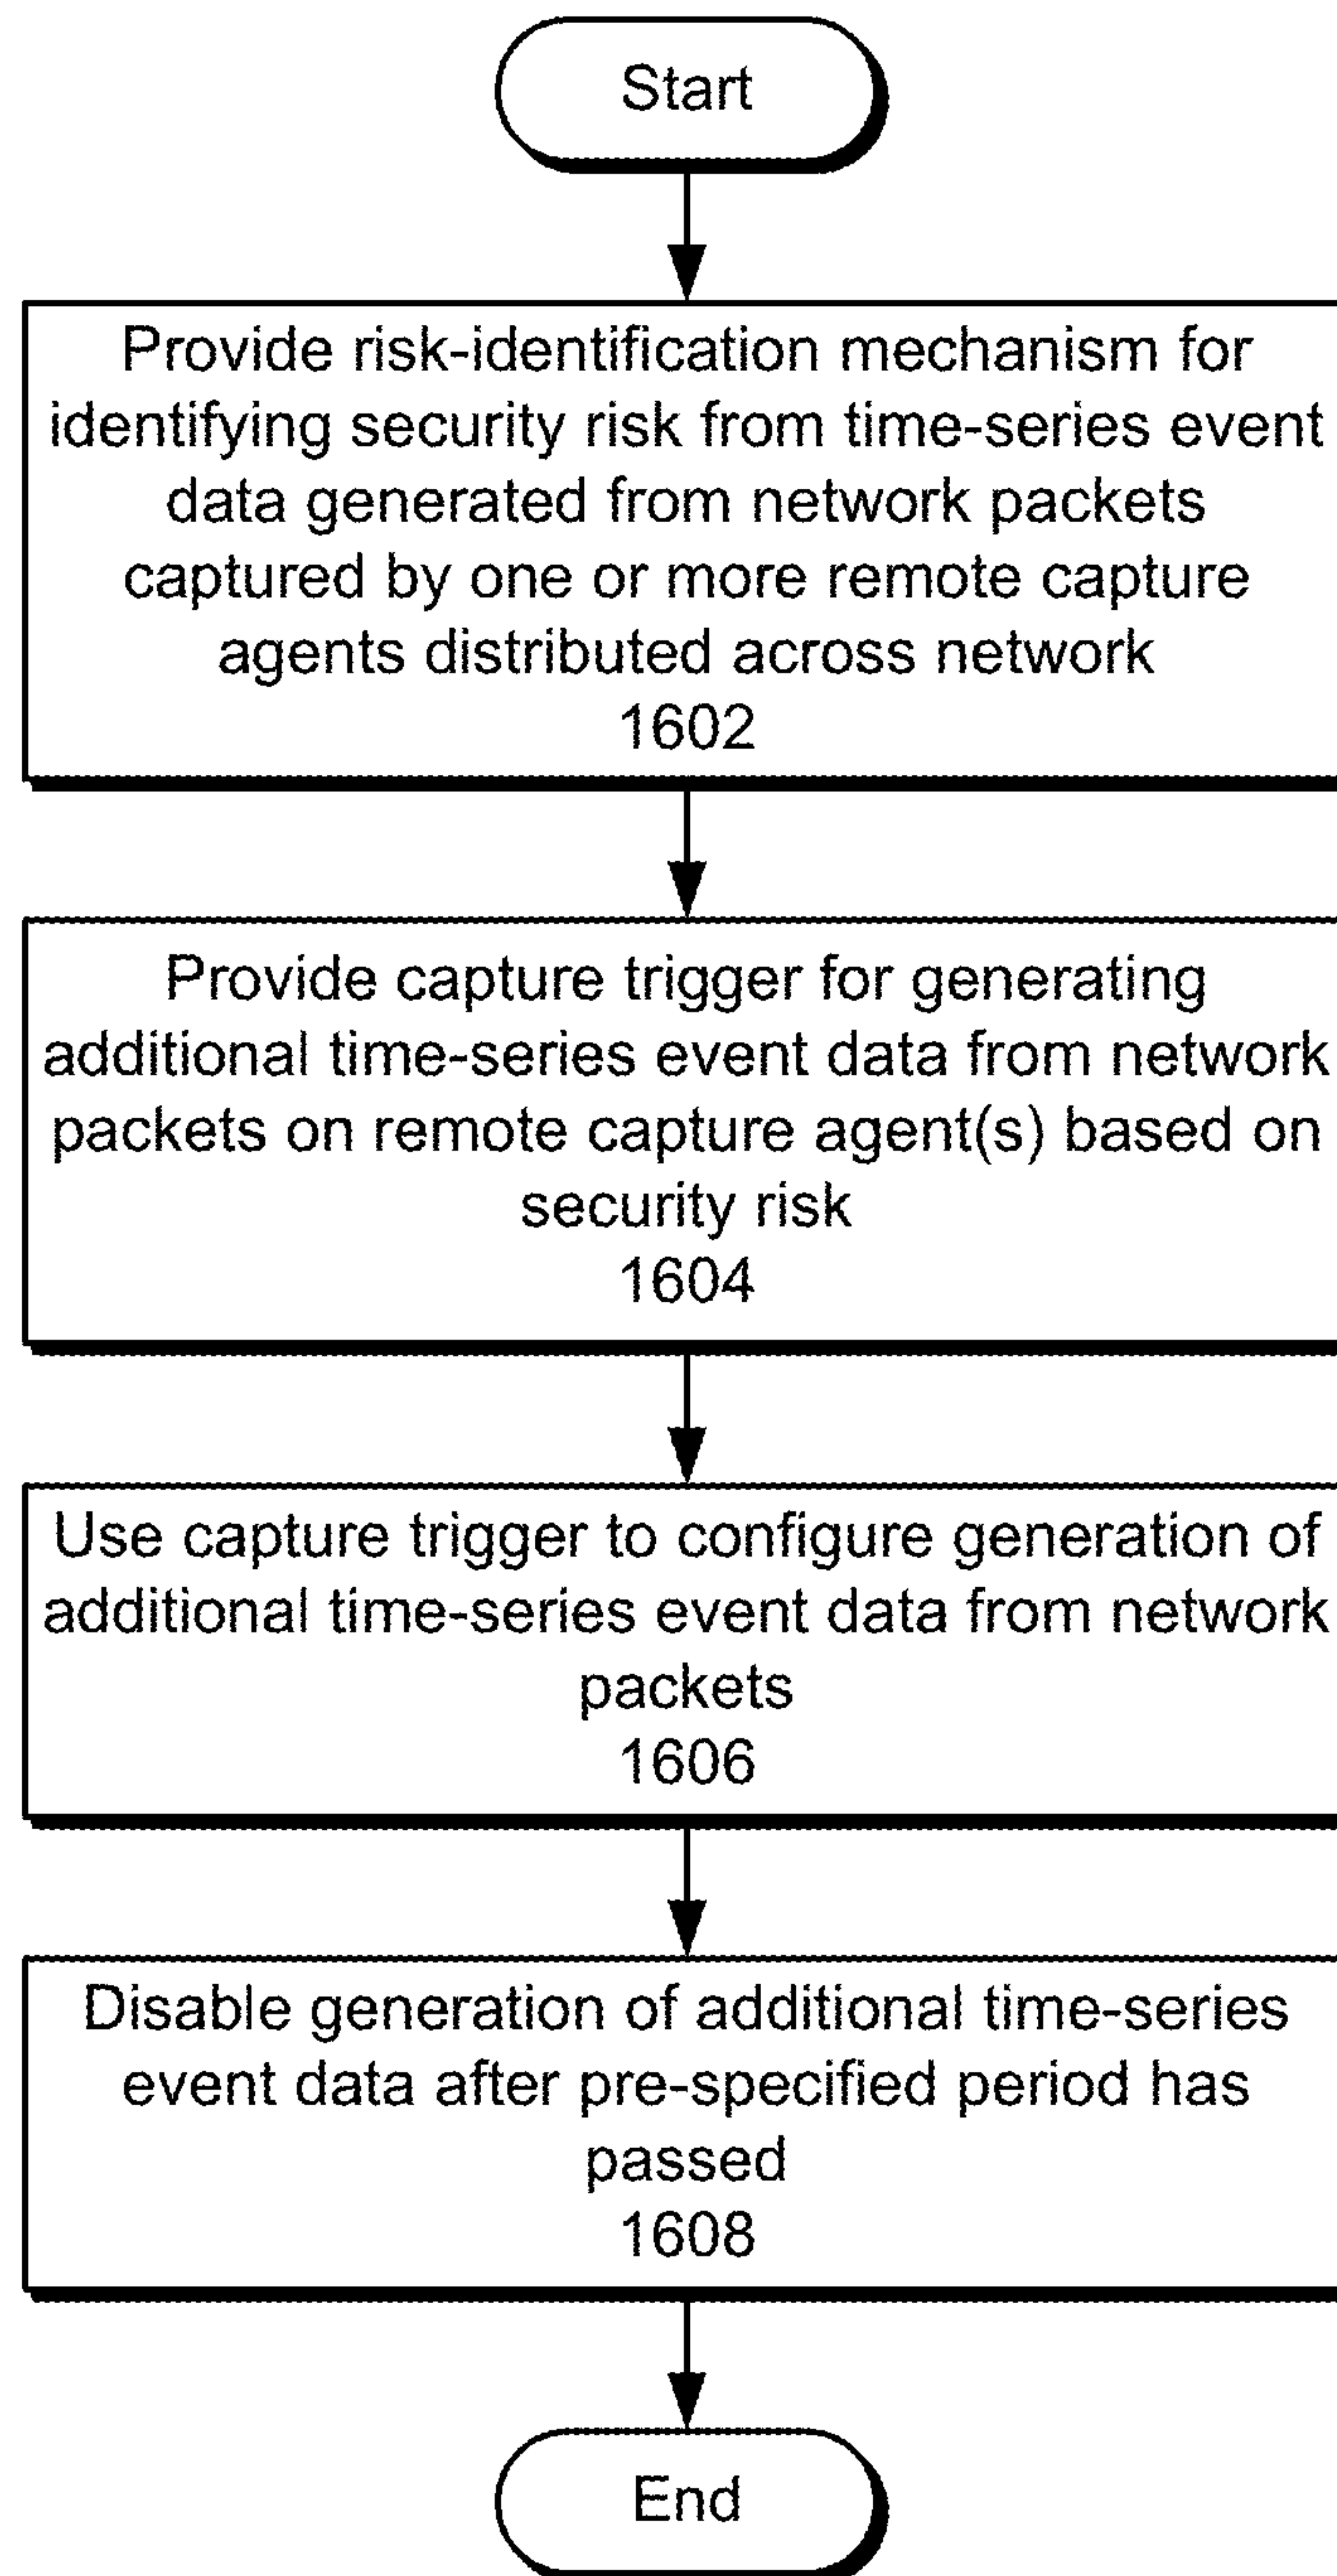 Start
Provide risk-identification mechanism for
identifying security risk from time-series event
data generated from network packets
captured by one or more remote capture
agents distributed across network
1602
Provide capture trigger for generating
additional time-series event data from network
packets on remote capture agent(s) based on
security risk
1604
Use capture trigger to configure generation of
additional time-series event data from network
packets
1606
Disable generation of additional time-series
event data after pre-specified period has
passed
1608
End